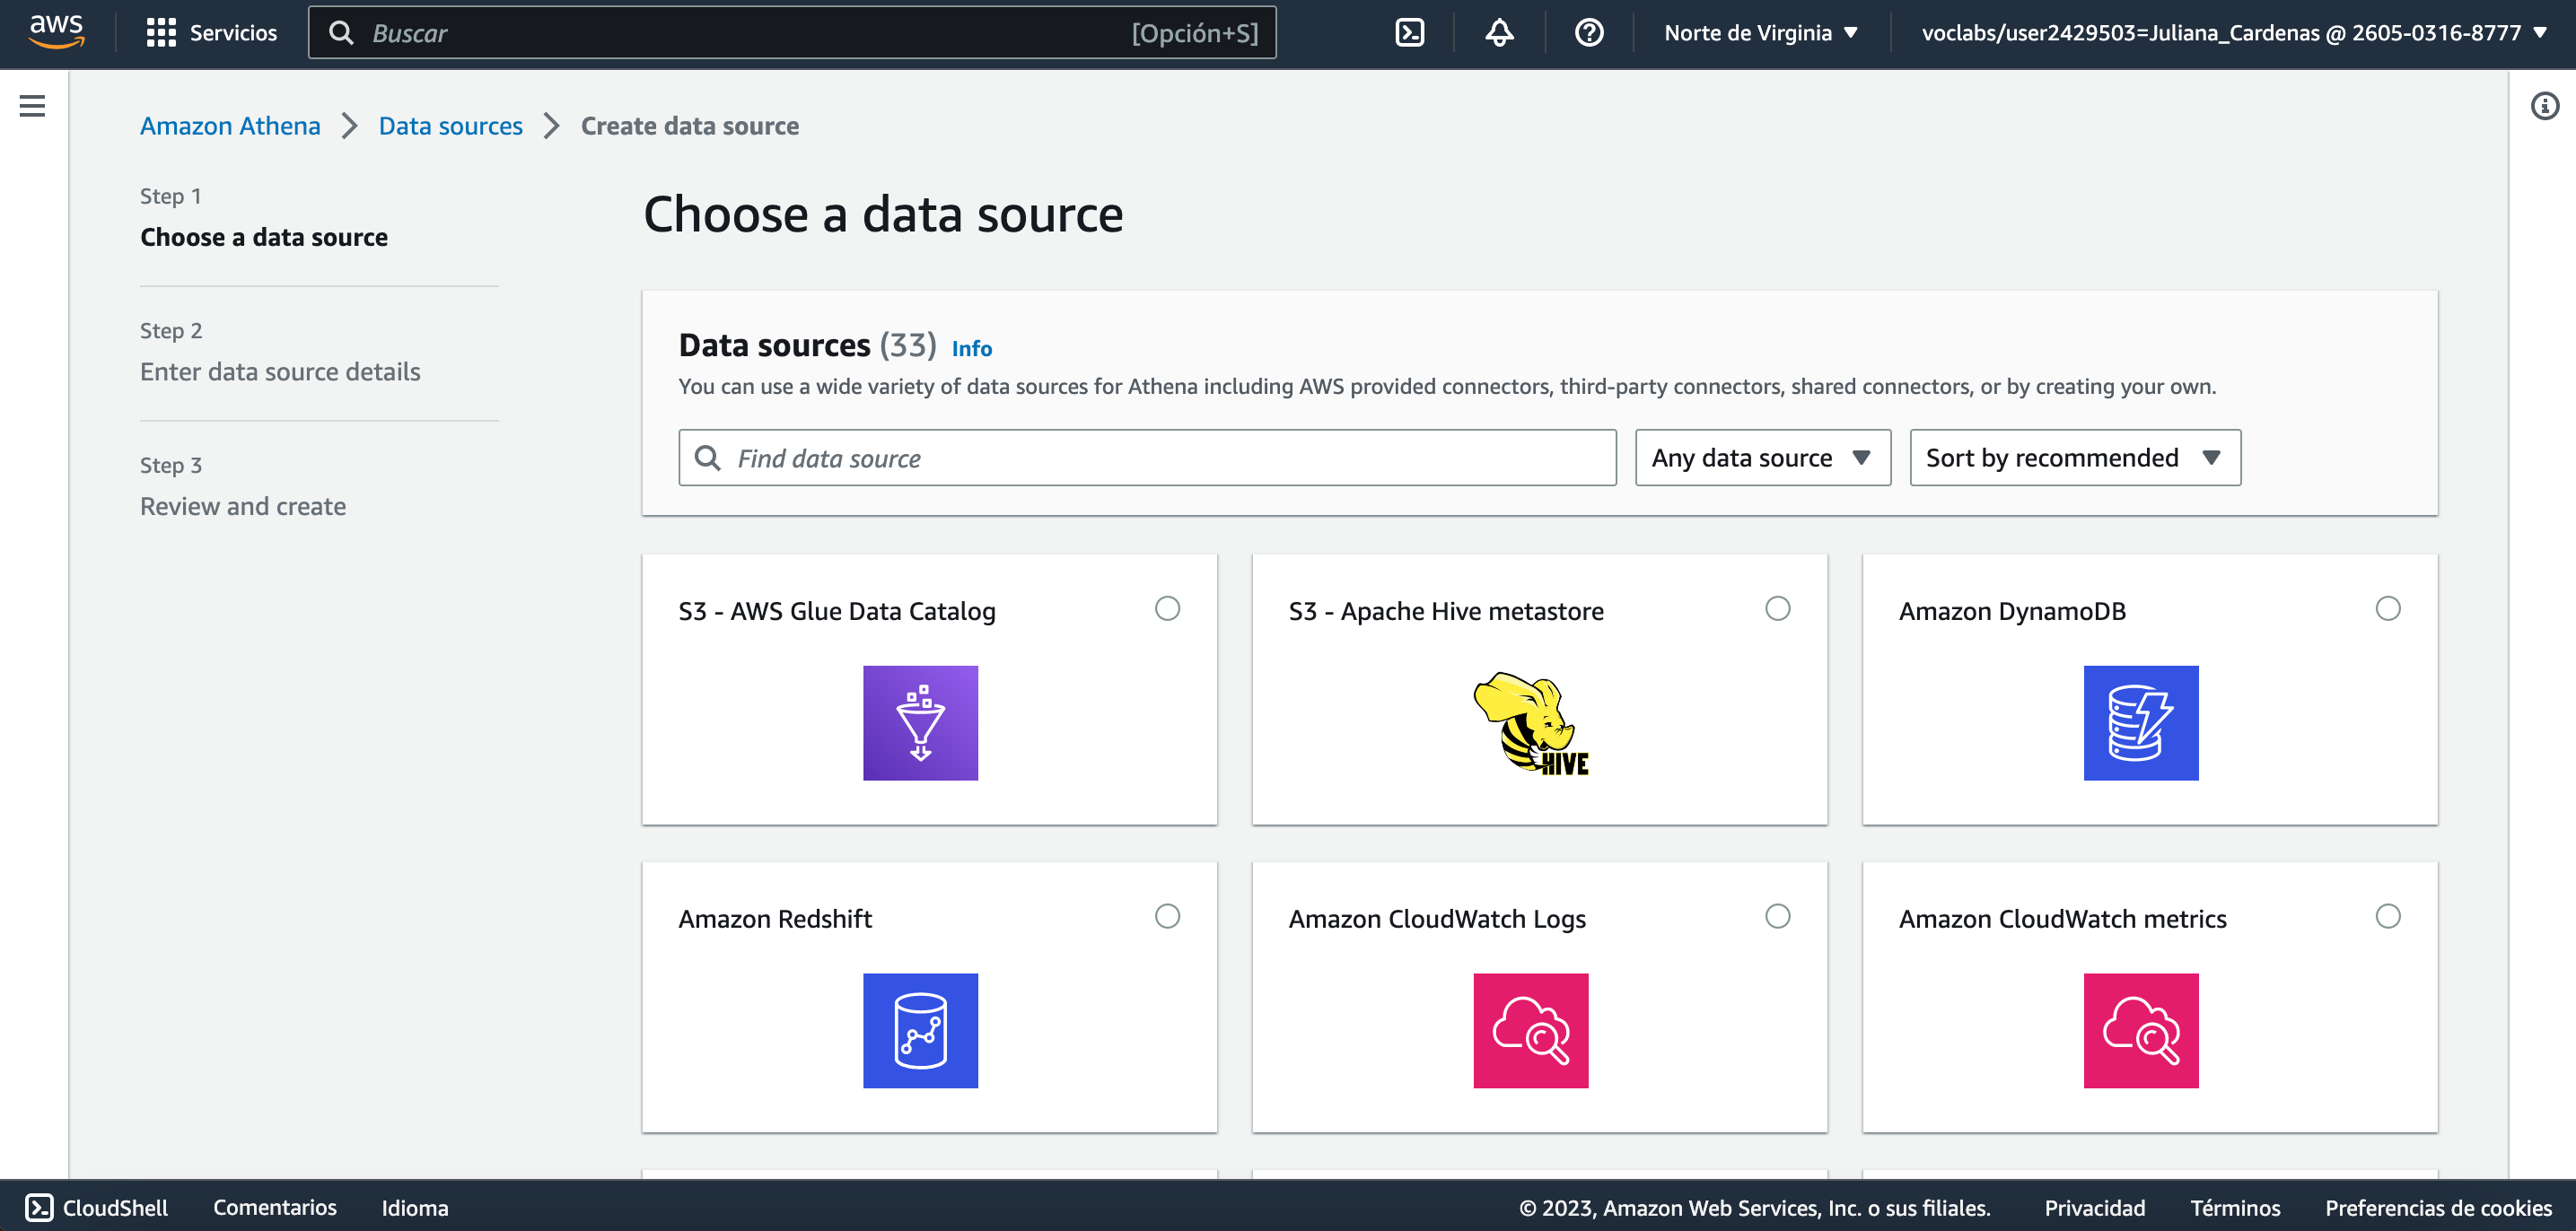 aws
Servicios
Buscar
[Opción+S]
Norte de Virginia
voclabs/user2429503=Juliana_Cardenas @ 2605-0316-8777
Amazon Athena
Data sources
Create data source
Step 1
Choose a data source
Step 2
Enter data source details
Step 3
Review and create
Choose a data source
Data sources (33) Info
You can use a wide variety of data sources for Athena including AWS provided connectors, third-party connectors, shared connectors, or by creating your own.
Find data source
Any data source
Sort by recommended
S3 - AWS Glue Data Catalog
S3 - Apache Hive metastore
HIVE
Amazon DynamoDB
Amazon Redshift
Amazon CloudWatch Logs
Amazon CloudWatch metrics
CloudShell
Comentarios
Idioma
© 2023, Amazon Web Services, Inc. o sus filiales.
Privacidad
Términos
Preferencias de cookies